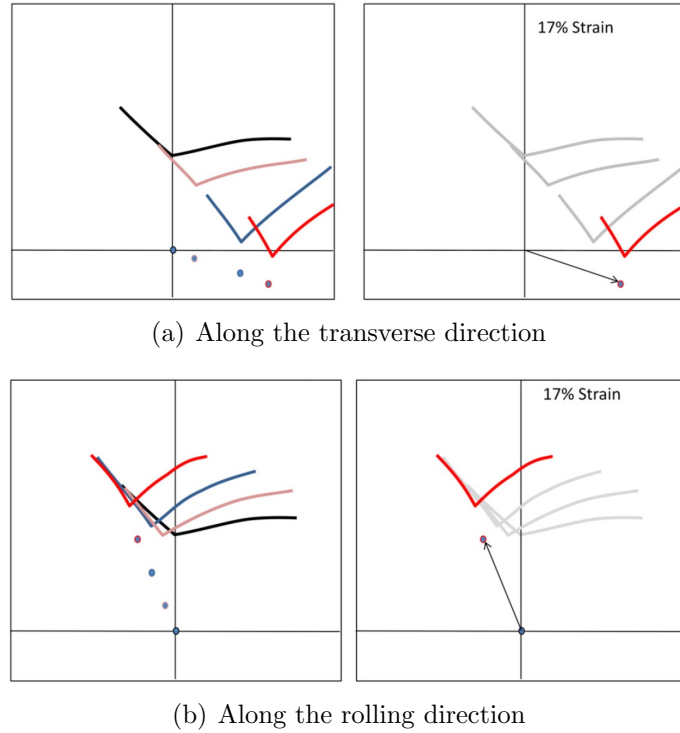 17% Strain
(a) Along the transverse direction
17% Strain
(b) Along the rolling direction